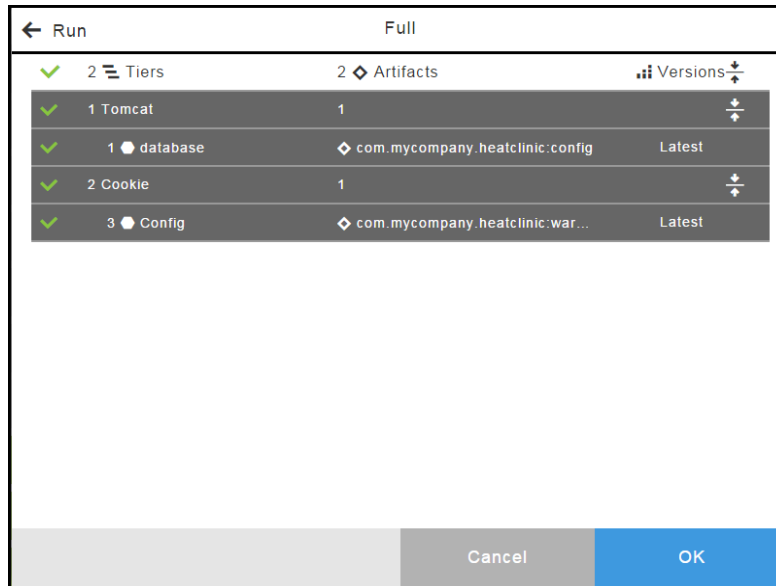 Run Full
2 Tiers 2 Artifacts Versions
1 Tomcat 1
1 database com.mycompany.heatclinic:config Latest
2 Cookie 1
3 Config com.mycompany.heatclinic:war... Latest
Cancel OK